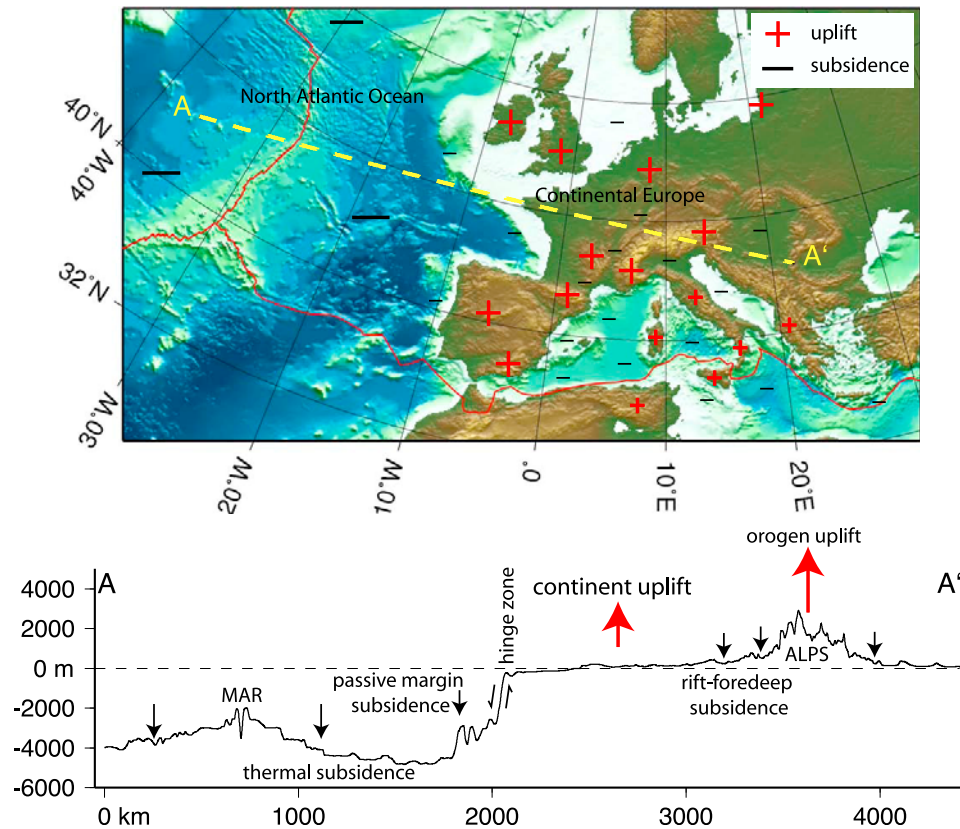 + uplift
— subsidence
North Atlantic Ocean
A
40˚N
40˚W
Continental Europe
A‘
32˚N
30˚W
20˚W
10˚W
0˚
10˚E
20˚E
orogen uplift
A
A‘
4000
2000
0 m
-2000
-4000
-6000
hinge zone
continent uplift
ALPS
MAR
passive margin
subsidence
rift-foredeep
subsidence
thermal subsidence
0 km
1000
2000
3000
4000